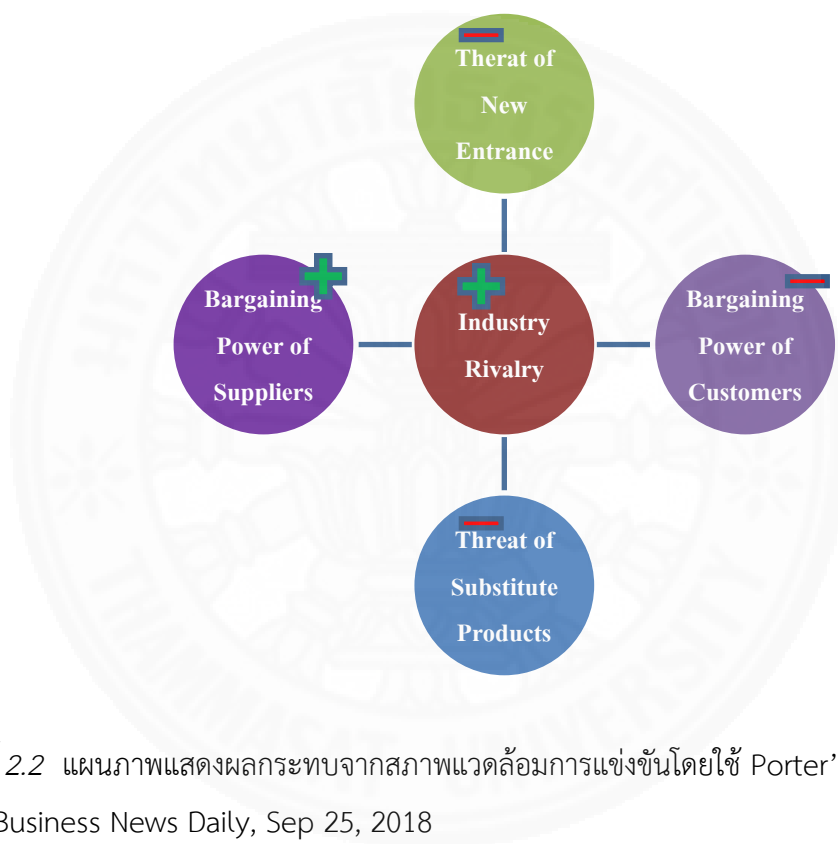 Therat of
New
Entrance
Bargaining
Power of
Suppliers
Industry
Rivalry
Bargaining
Power of
Customers
Threat of
Substitute
Products
2.2 แผนภาพแสดงผลกระทบจากสภาพแวดล้อมการแข่งขันโดยใช้ Porter’
Business News Daily, Sep 25, 2018
THAMMASAT UNIVERSITY